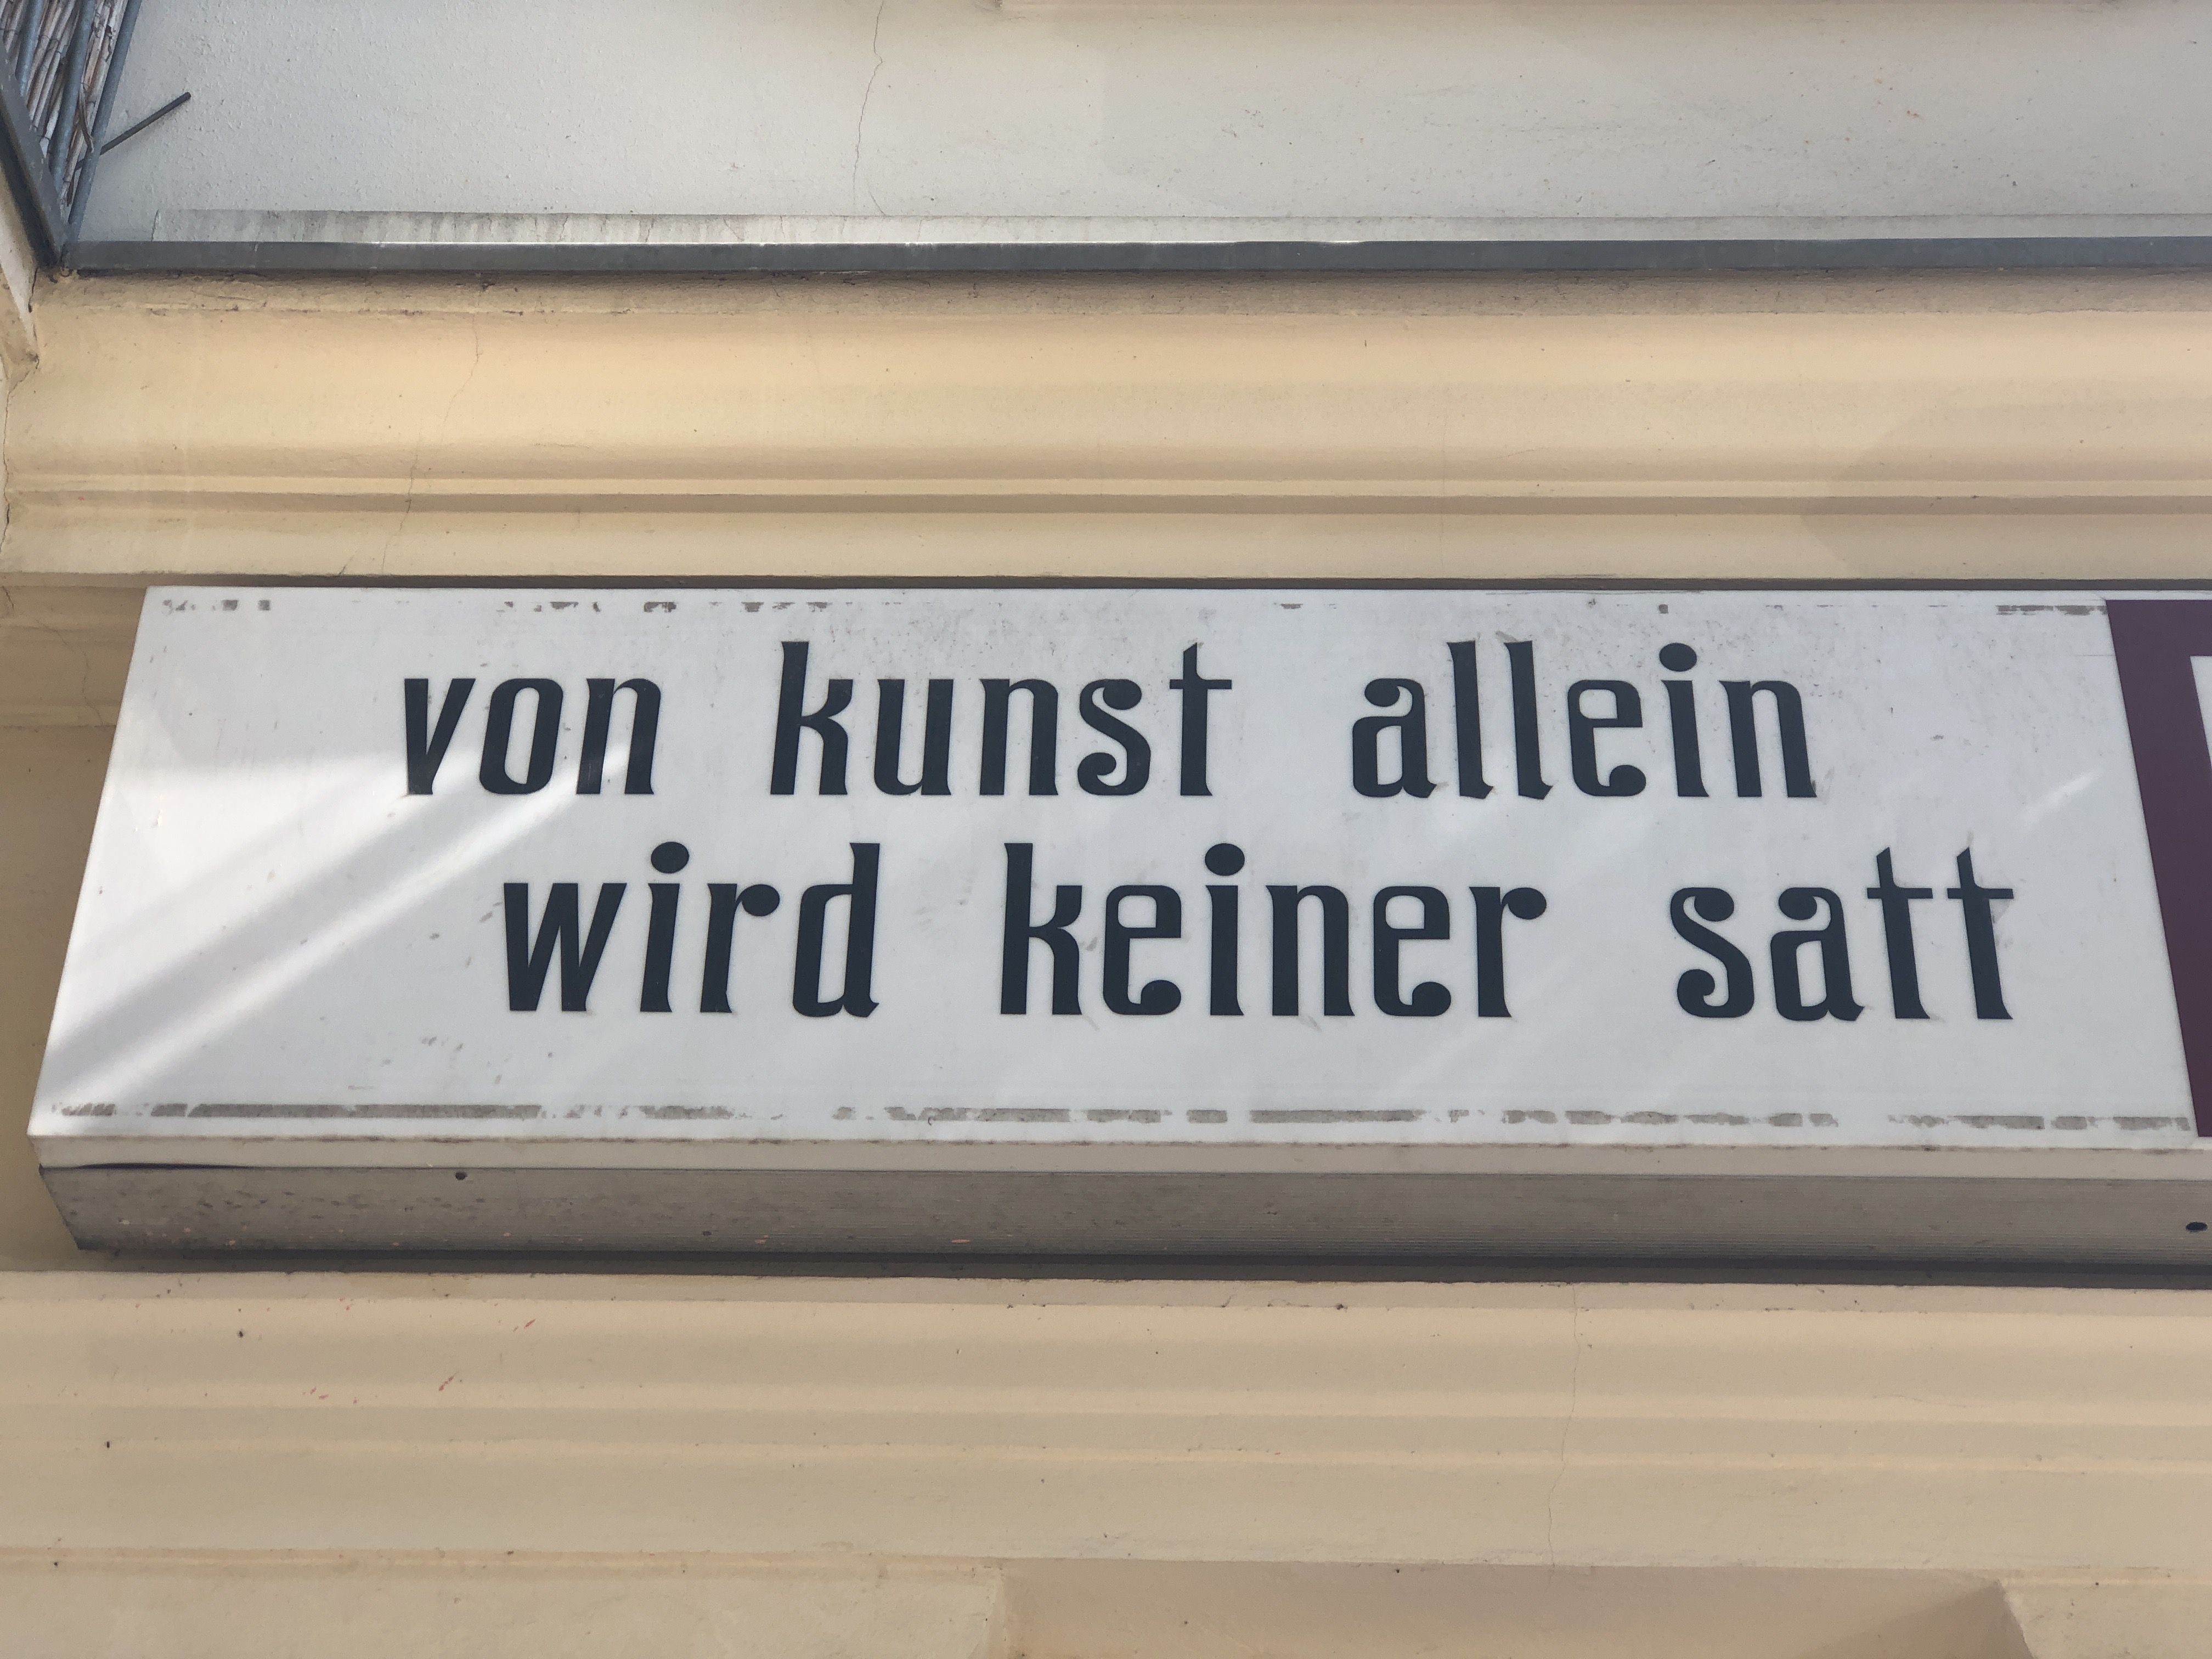 von kunst allein
wird keiner satt